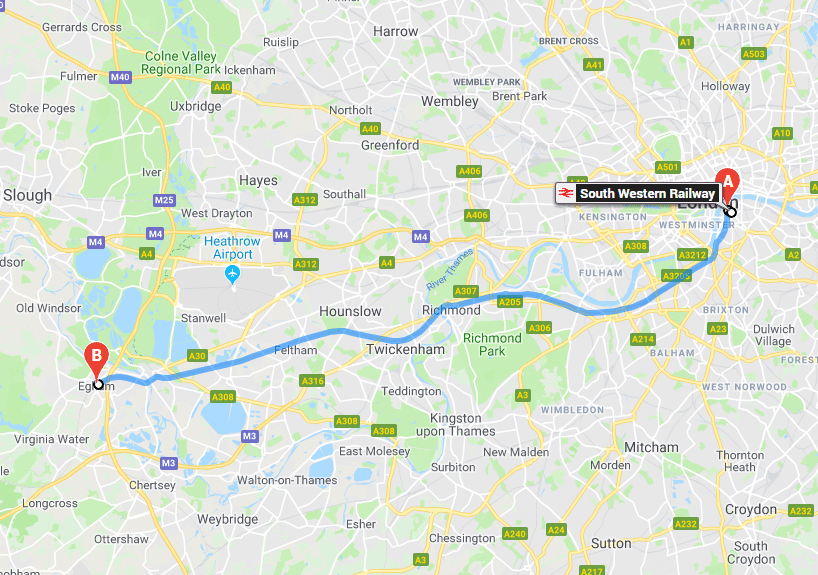 Gerrards Cross
Harrow
HARRINGAY
Ruislip
BRENT CROSS
A1
A503
Colne Valley
Regional Park
Ickenham
A41
Fulmer
M40
A40
WEMBLEY PARK
Brent Park
Holloway
Stoke Poges
Uxbridge
Northolt
Wembley
A40
A10
Greenford
Iver
A406
A501
Hayes
Southall
A
South Western Railway
Slough
M25
A312
West Drayton
A406
KENSINGTON
WESTMINSTER
M4
M4
A4
Heathrow
Airport
M4
M4
A308
A3212
A2
A312
A4
River Thames
FULHAM
A3205
Old Windsor
A307
A205
Stanwell
Hounslow
Richmond
BRIXTON
A306
A23
Dulwich
Village
Richmond
Park
A214
B
A30
Feltham
Twickenham
BALHAM
Egham
A316
Teddington
A308
A3
WEST NORWOOD
WIMBLEDON
A308
A308
Kingston
upon Thames
Virginia Water
M3
East Molesey
New Malden
Mitcham
Thornton
Heath
M3
Surbiton
Morden
Chertsey
Walton-on-Thames
Longcross
Weybridge
Esher
Croydon
A232
A232
Ottershaw
Chessington
A240
A24
Sutton
South
Croydon
A3
A217